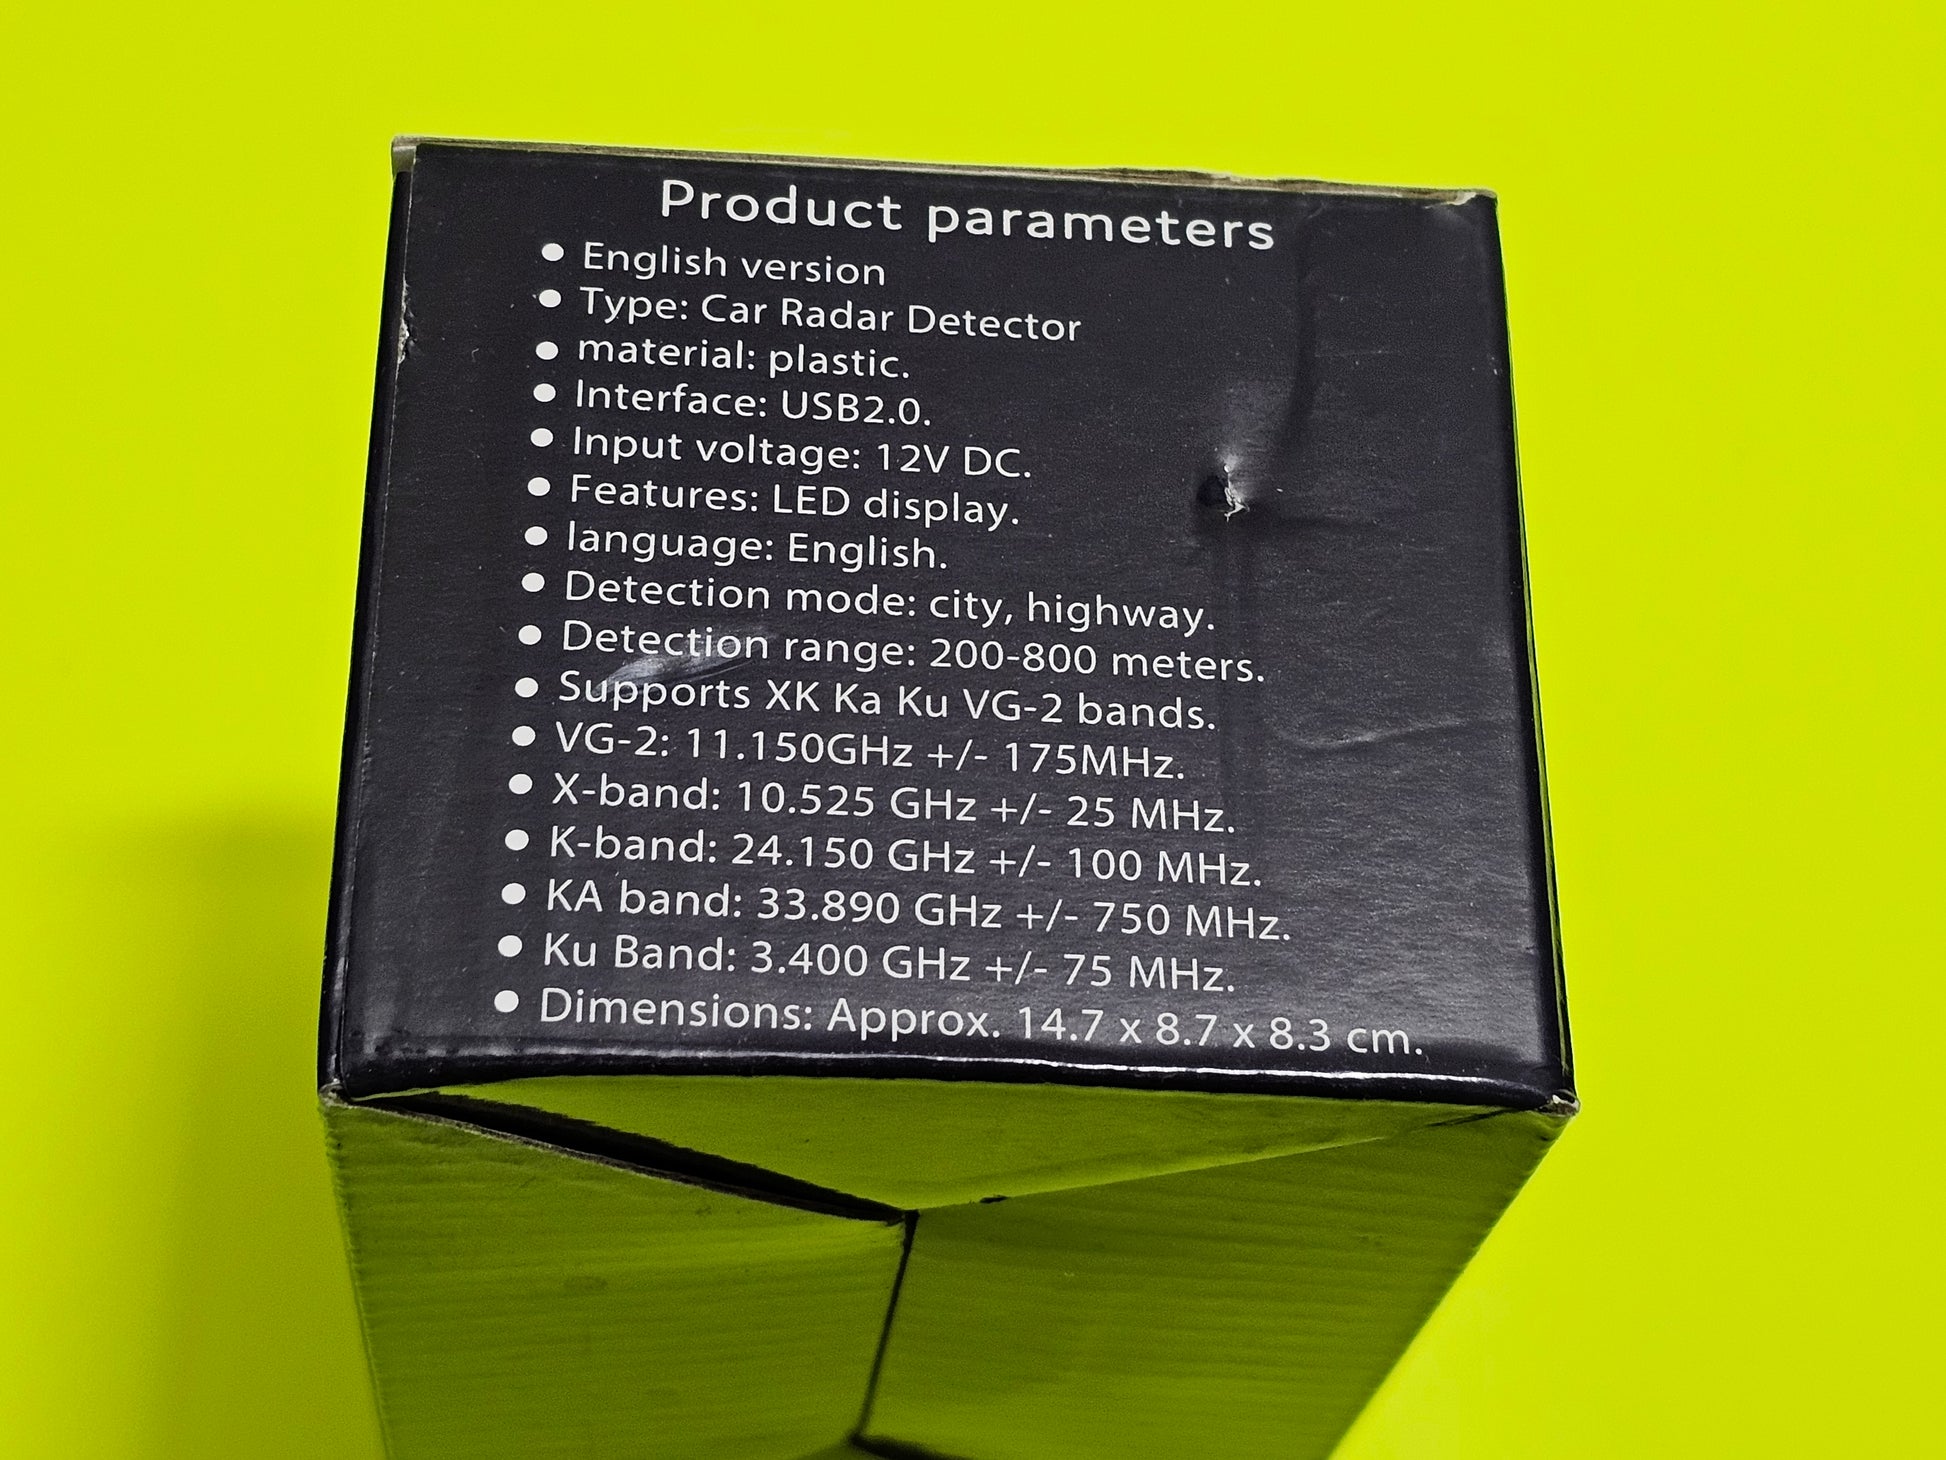 Product parameters
● English version
● Type: Car Radar Detector
● material: plastic.
● Interface: USB2.0.
● Input voltage: 12V DC.
● Features: LED display.
● language: English.
● Detection mode: city, highway.
● Detection range: 200-800 meters.
● Supports XK Ka Ku VG-2 bands.
● VG-2: 11.150GHz +/- 175MHz.
● X-band: 10.525 GHz +/- 25 MHz.
● K-band: 24.150 GHz +/- 100 MHz.
● KA band: 33.890 GHz +/- 750 MHz.
● Ku Band: 3.400 GHz +/- 75 MHz.
● Dimensions: Approx. 14.7 x 8.7 x 8.3 cm.